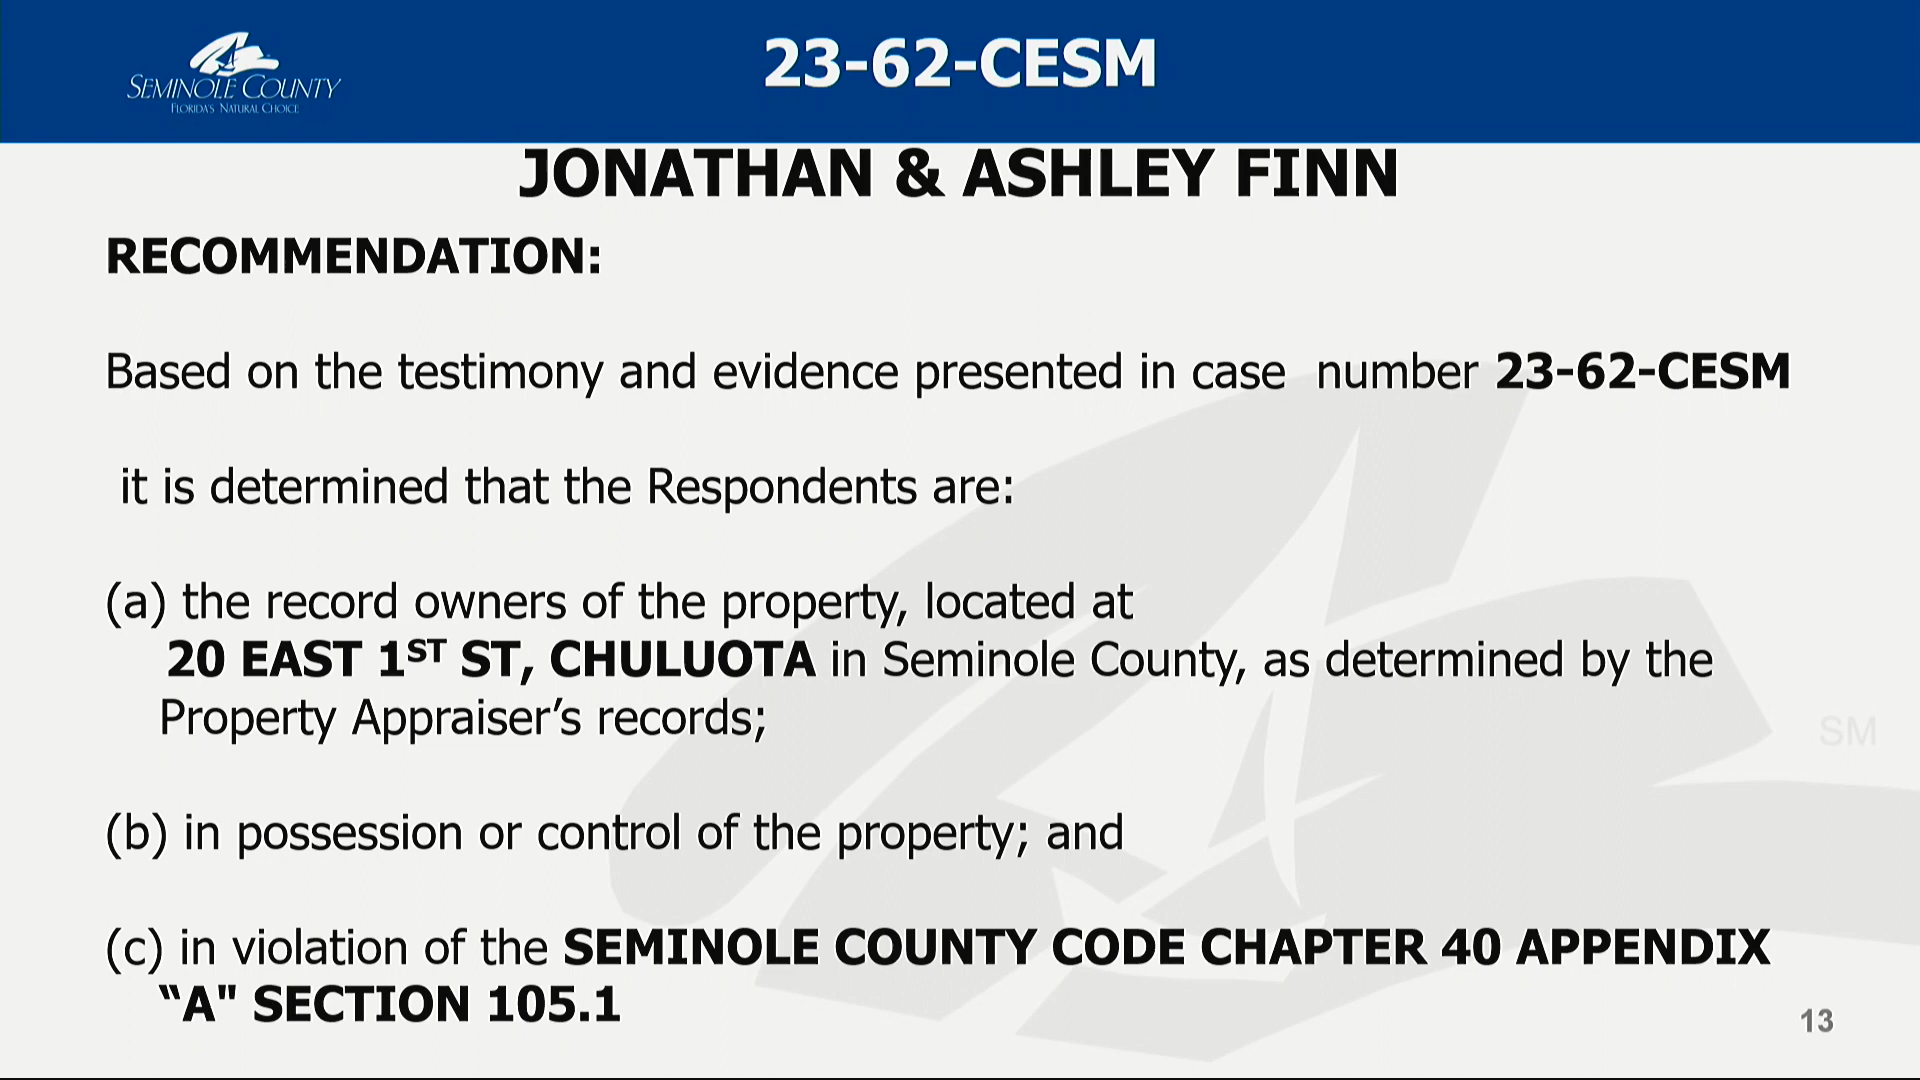 SEMINOLE COUNTY
FLORIDA'S NATURAL CHOICE
23-62-CESM
JONATHAN & ASHLEY FINN
RECOMMENDATION:
Based on the testimony and evidence presented in case  number 23-62-CESM
it is determined that the Respondents are:
(a) the record owners of the property, located at
20 EAST 1ST ST, CHULUOTA in Seminole County, as determined by the
Property Appraiser’s records;
SM
(b) in possession or control of the property; and
(c) in violation of the SEMINOLE COUNTY CODE CHAPTER 40 APPENDIX
“A" SECTION 105.1
13